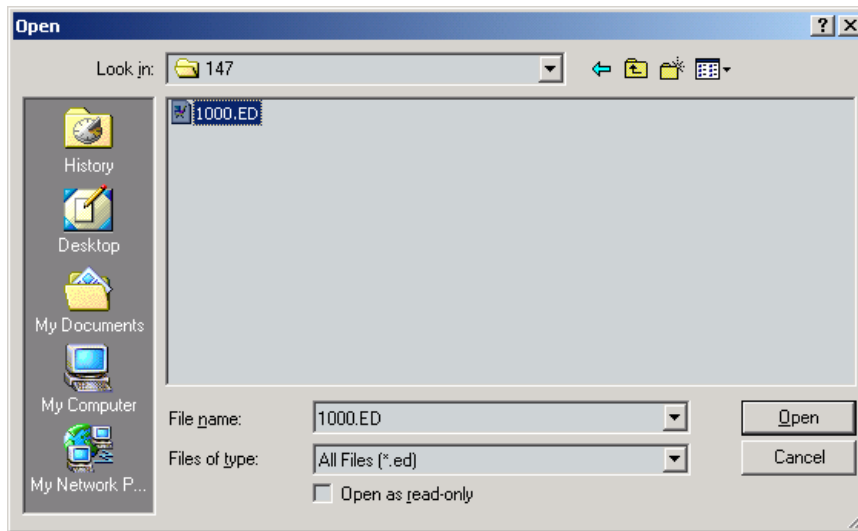 Open
Look in: 147
1000.ED
History
Desktop
My Documents
My Computer
My Network P...
File name: 1000.ED Open
Files of type: All Files (*.ed) Cancel
Open as read-only